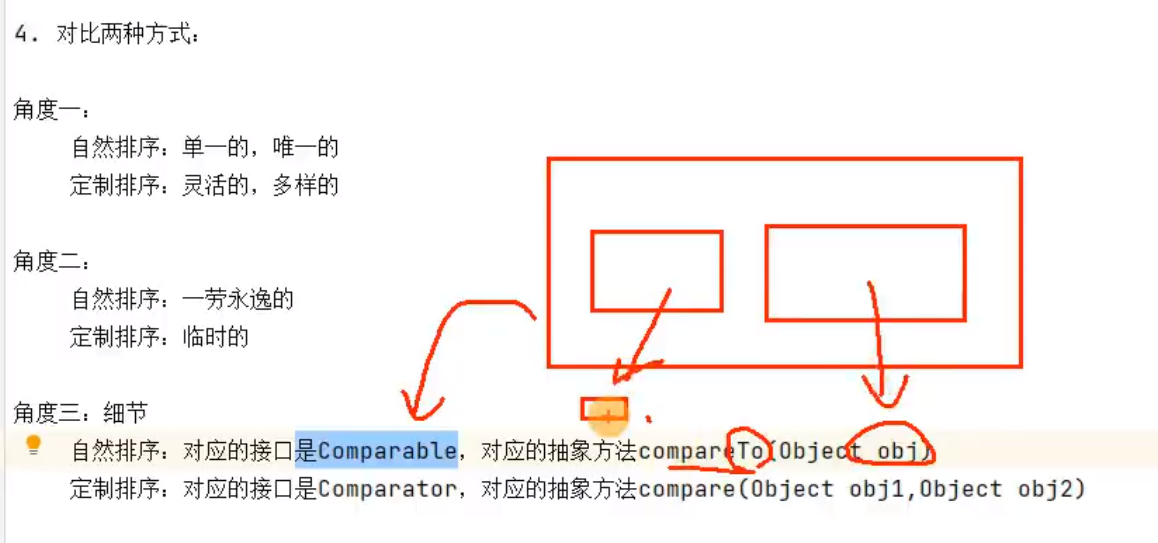 4. 对比两种方式：
角度一：
自然排序：单一的，唯一的
定制排序：灵活的，多样的
角度二：
自然排序：一劳永逸的
定制排序：临时的
角度三：细节
自然排序：对应的接口是Comparable，对应的抽象方法compareTo(Object obj)
定制排序：对应的接口是Comparator，对应的抽象方法compare(Object obj1,Object obj2)